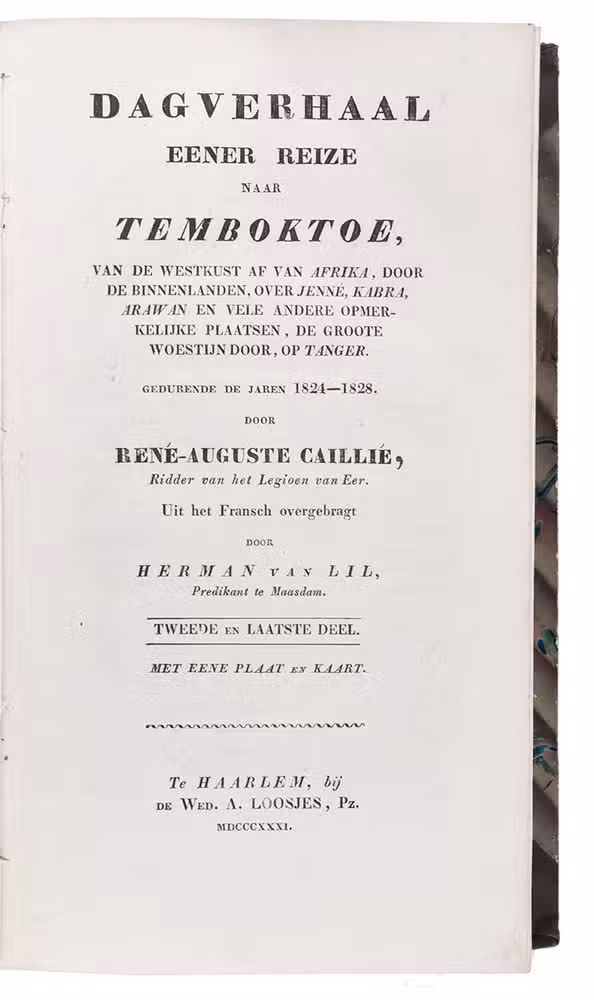 DAGVERHAAL
EENER REIZE
NAAR
TEMBOKTOE,
VAN DE WESTKUST AF VAN AFRIKA, DOOR
DE BINNENLANDEN, OVER JENNÉ, KABRA,
ARAWAN EN VELE ANDERE OPMER-
KELIJKE PLAATSEN, DE GROOTE
WOESTIJN DOOR, OP TANGER.
GEDURENDE DE JAREN 1824—1828.
DOOR
RENÉ-AUGUSTE CAILLIÉ,
Ridder van het Legioen van Eer.
Uit het Fransch overgebragt
DOOR
HERMAN VAN LIL,
Predikant te Maasdam.
TWEEDE EN LAATSTE DEEL.
MET EENE PLAAT EN KAART.
Te HAARLEM, bij
DE WED. A. LOOSJES, Pz.
MDCCCXXXI.